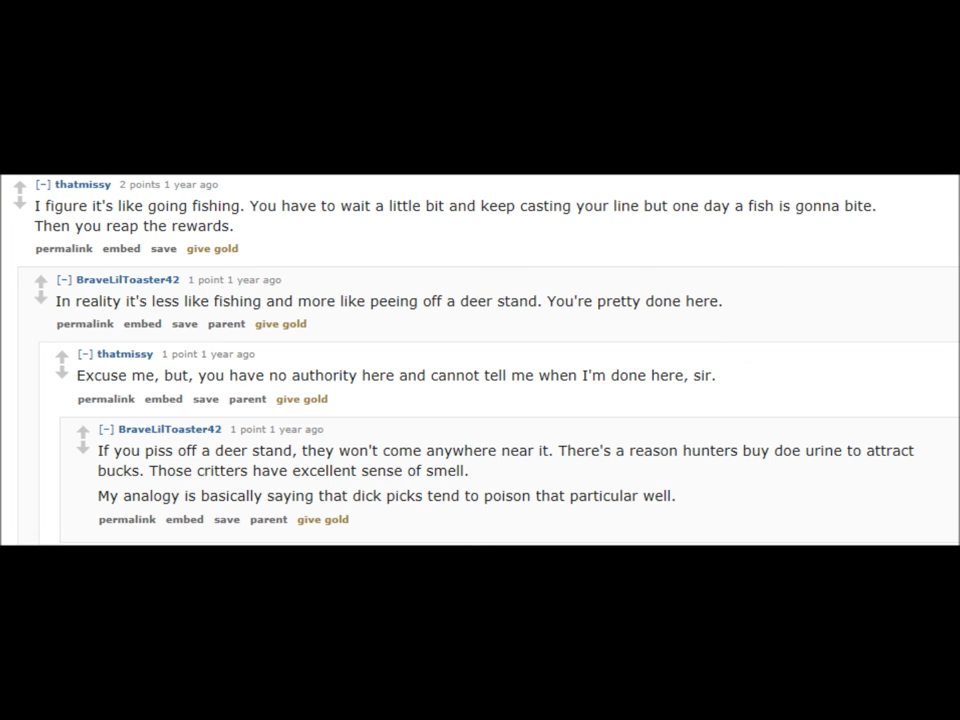 [−] thatmissy 2 points 1 year ago
I figure it's like going fishing. You have to wait a little bit and keep casting your line but one day a fish is gonna bite.
Then you reap the rewards.
permalink embed save give gold
[−] BraveLilToaster42 1 point 1 year ago
In reality it's less like fishing and more like peeing off a deer stand. You're pretty done here.
permalink embed save parent give gold
[−] thatmissy 1 point 1 year ago
Excuse me, but, you have no authority here and cannot tell me when I'm done here, sir.
permalink embed save parent give gold
[−] BraveLilToaster42 1 point 1 year ago
If you piss off a deer stand, they won't come anywhere near it. There's a reason hunters buy doe urine to attract
bucks. Those critters have excellent sense of smell.
My analogy is basically saying that dick picks tend to poison that particular well.
permalink embed save parent give gold